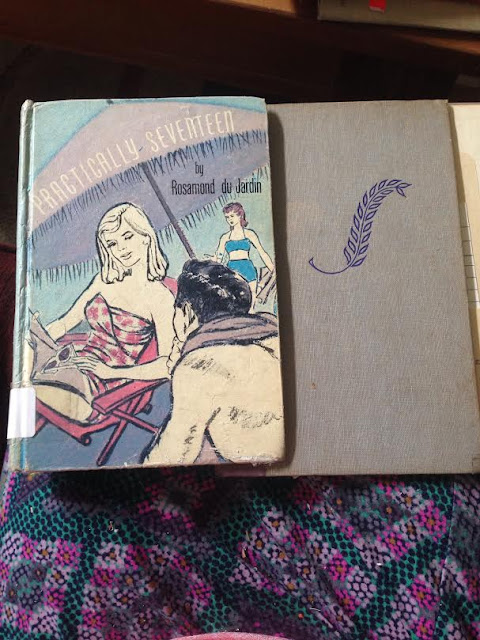 PRACTICALLY SEVENTEEN
by
Rosamond du Jardin